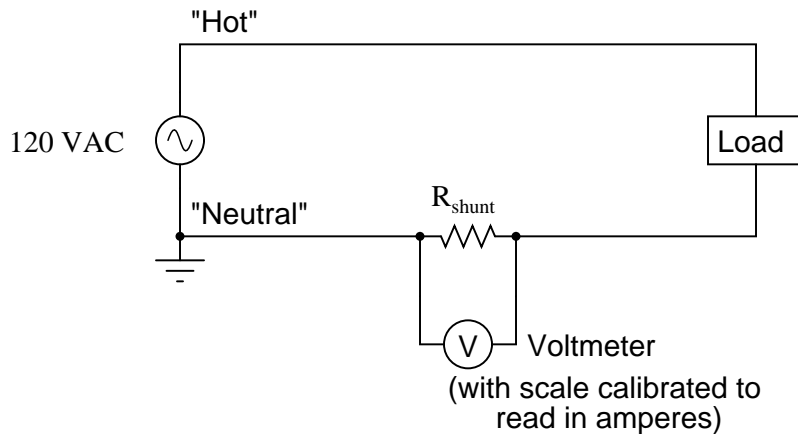 "Hot"
120 VAC
Load
"Neutral"
Rshunt
V
Voltmeter
(with scale calibrated to
read in amperes)